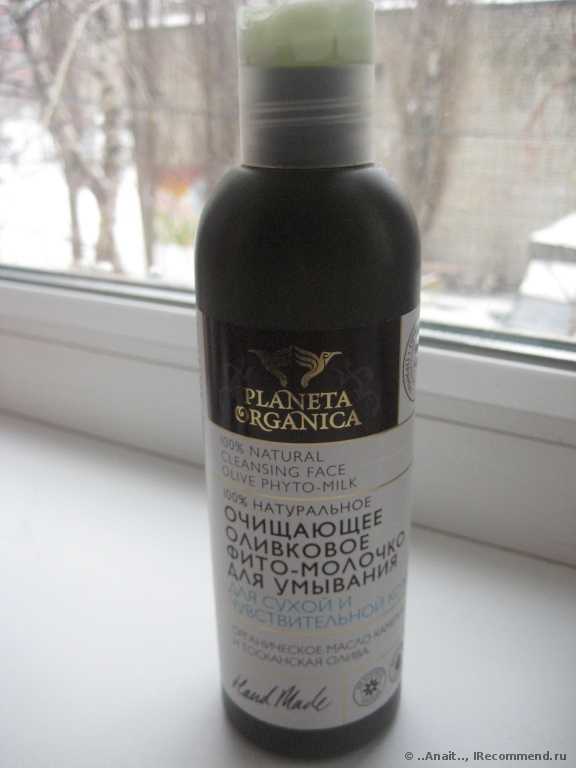 PLANETA
ORGANICA
100% NATURAL
CLEANSING FACE
OLIVE PHYTO-MILK
100% НАТУРАЛЬНОЕ
ОЧИЩАЮЩЕЕ
ОЛИВКОВОЕ
ФИТО-МОЛОЧКО
ДЛЯ УМЫВАНИЯ
ДЛЯ СУХОЙ И
ЧУВСТВИТЕЛЬНОЙ
ОРГАНИЧЕСКОЕ МАСЛО
И ТОСКАНСКАЯ ОЛИВА
Hand Made
© ..Anait.., IRecommend.ru